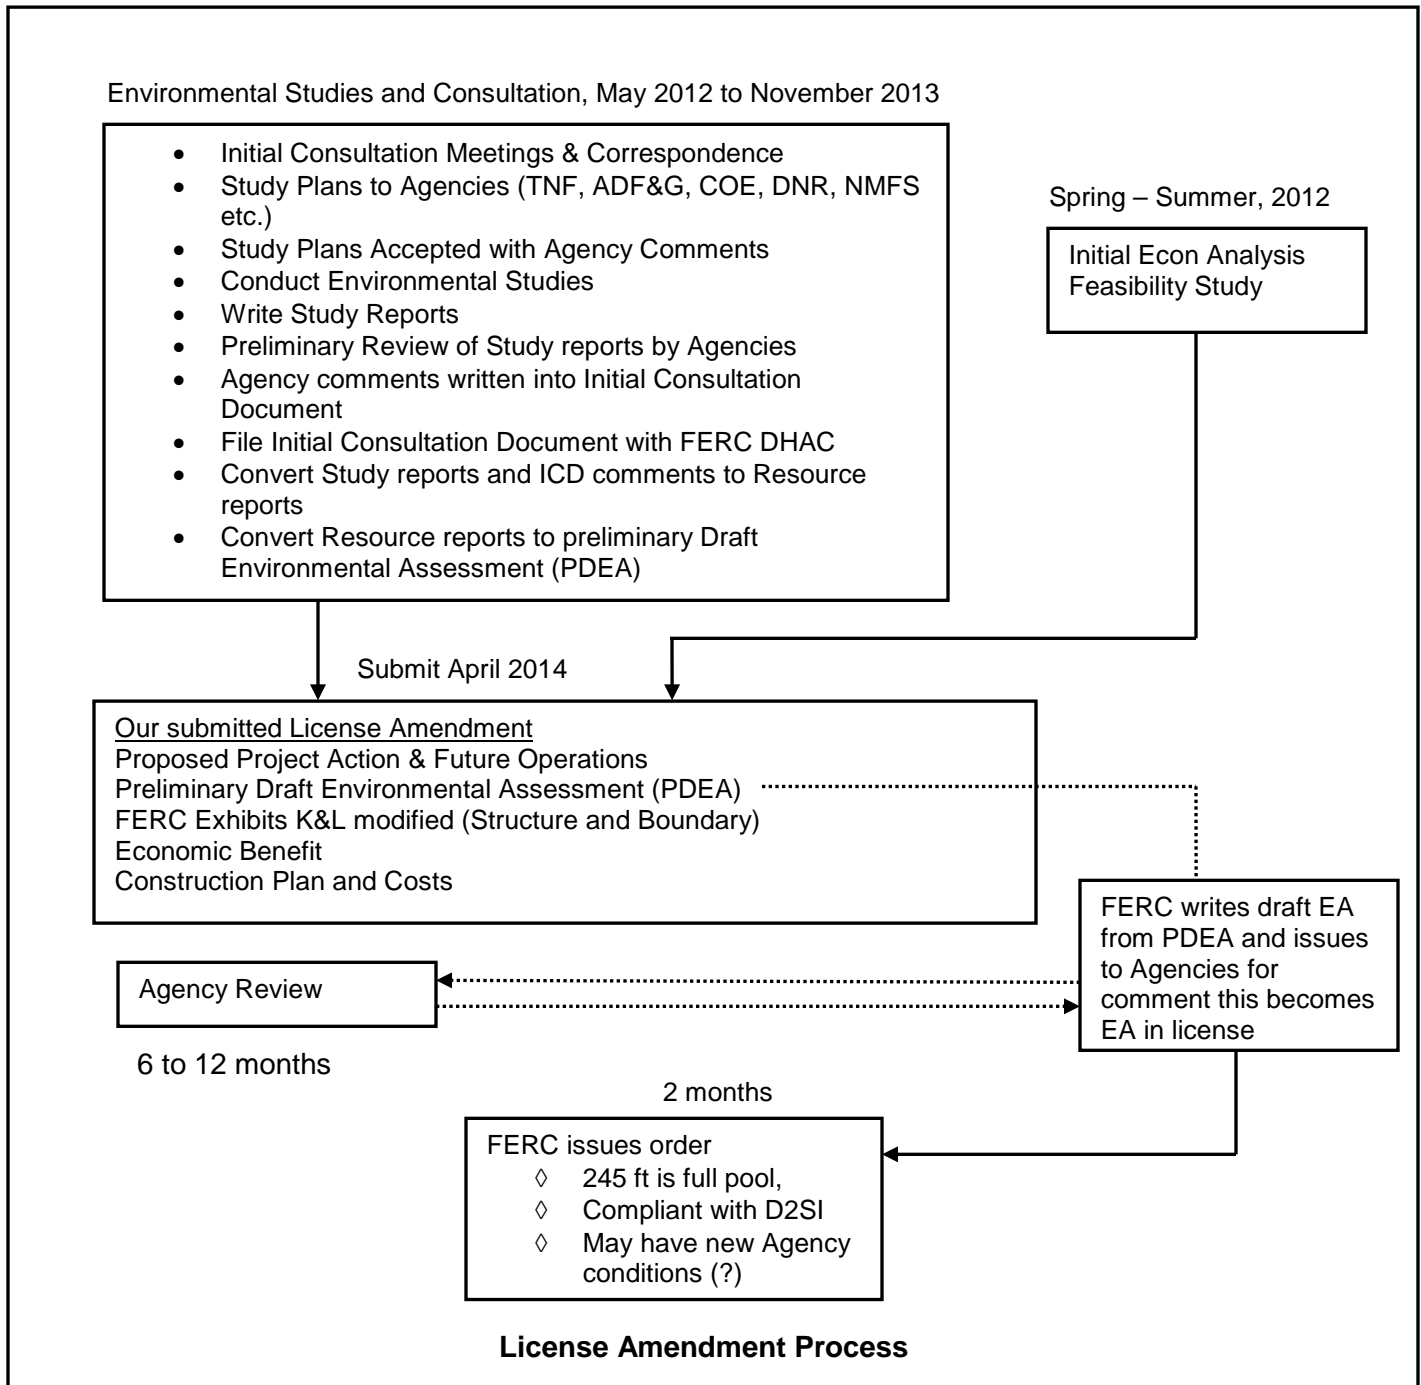 Environmental Studies and Consultation, May 2012 to November 2013
• Initial Consultation Meetings & Correspondence
• Study Plans to Agencies (TNF, ADF&G, COE, DNR, NMFS
etc.)
• Study Plans Accepted with Agency Comments
• Conduct Environmental Studies
• Write Study Reports
• Preliminary Review of Study reports by Agencies
• Agency comments written into Initial Consultation
Document
• File Initial Consultation Document with FERC DHAC
• Convert Study reports and ICD comments to Resource
reports
• Convert Resource reports to preliminary Draft
Environmental Assessment (PDEA)
Spring – Summer, 2012
Initial Econ Analysis
Feasibility Study
Submit April 2014
Our submitted License Amendment
Proposed Project Action & Future Operations
Preliminary Draft Environmental Assessment (PDEA)
FERC Exhibits K&L modified (Structure and Boundary)
Economic Benefit
Construction Plan and Costs
FERC writes draft EA
from PDEA and issues
to Agencies for
comment this becomes
EA in license
Agency Review
6 to 12 months
2 months
FERC issues order
◊ 245 ft is full pool,
◊ Compliant with D2SI
◊ May have new Agency
conditions (?)
License Amendment Process